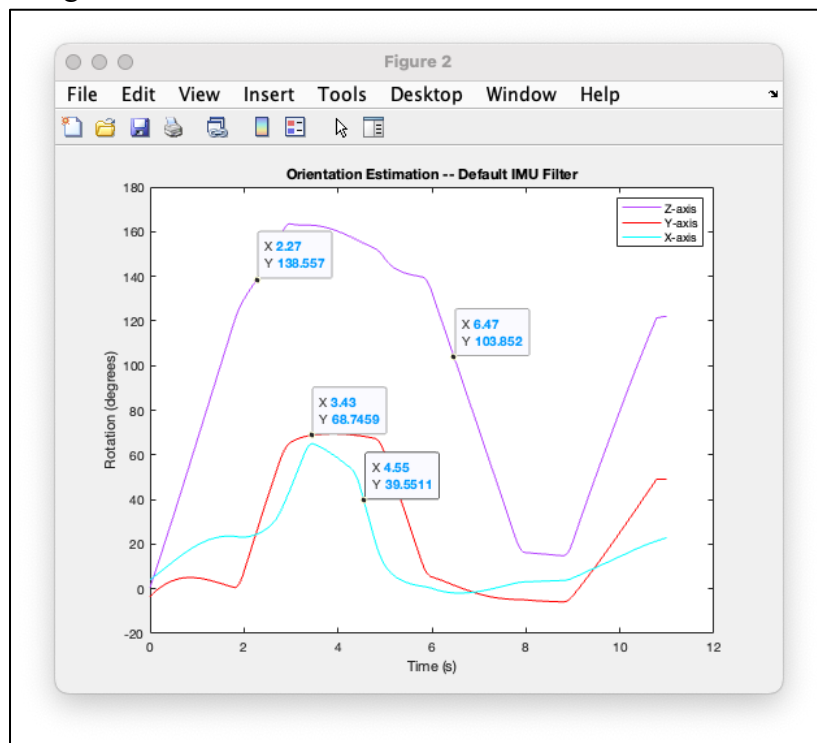 Figure 2
File Edit View Insert Tools Desktop Window Help
Orientation Estimation -- Default IMU Filter
180
160
140
120
100
80
60
40
20
0
-20
Rotation (degrees)
Z-axis
Y-axis
X-axis
X 2.27
Y 138.557
X 6.47
Y 103.852
X 3.43
Y 68.7459
X 4.55
Y 39.5511
0 2 4 6 8 10 12
Time (s)